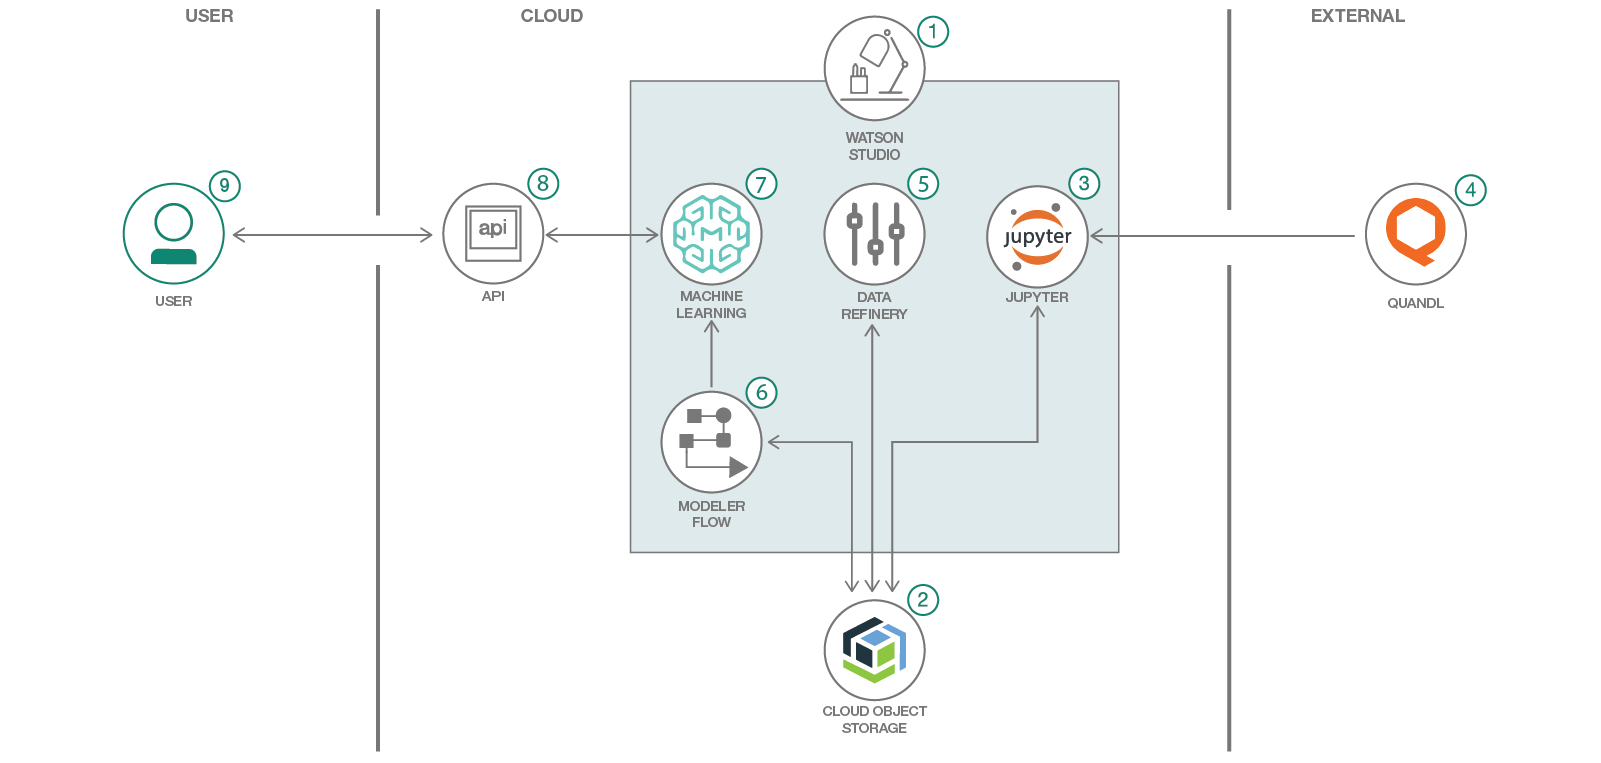 USER
CLOUD
EXTERNAL
1
WATSON
STUDIO
9
USER
8
api
API
7
MACHINE
LEARNING
5
DATA
REFINERY
3
jupyter
JUPYTER
4
QUANDL
6
MODELER
FLOW
2
CLOUD OBJECT
STORAGE